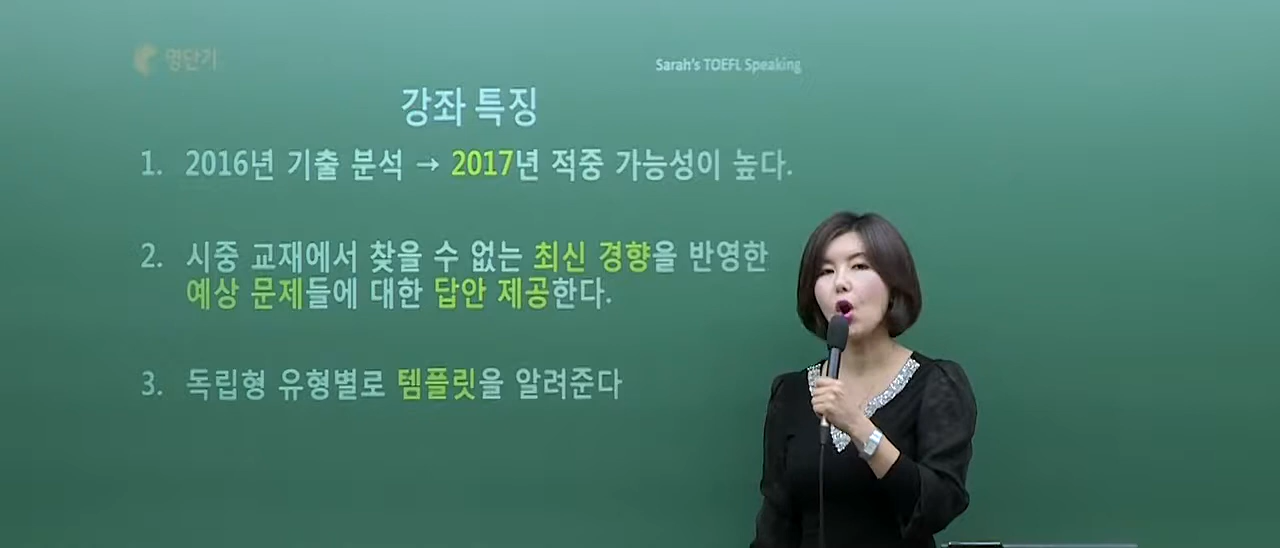 영단기
Sarah's TOEFL Speaking
강좌 특징
1. 2016년 기출 분석 → 2017년 적중 가능성이 높다.
2. 시중 교재에서 찾을 수 없는 최신 경향을 반영한
예상 문제들에 대한 답안 제공한다.
3. 독립형 유형별로 템플릿을 알려준다